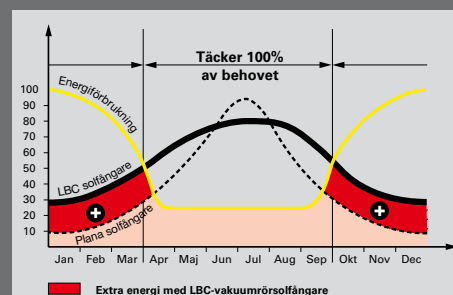 Täcker 100%
av behovet
Energiförbrukning
100
90
80
70
60
50
40
30
20
10
LBC solfångare
Plana solfångare
Jan Feb Mar Apr Maj Jun Jul Aug Sep Okt Nov Dec
Extra energi med LBC-vakuumrörsolfångare